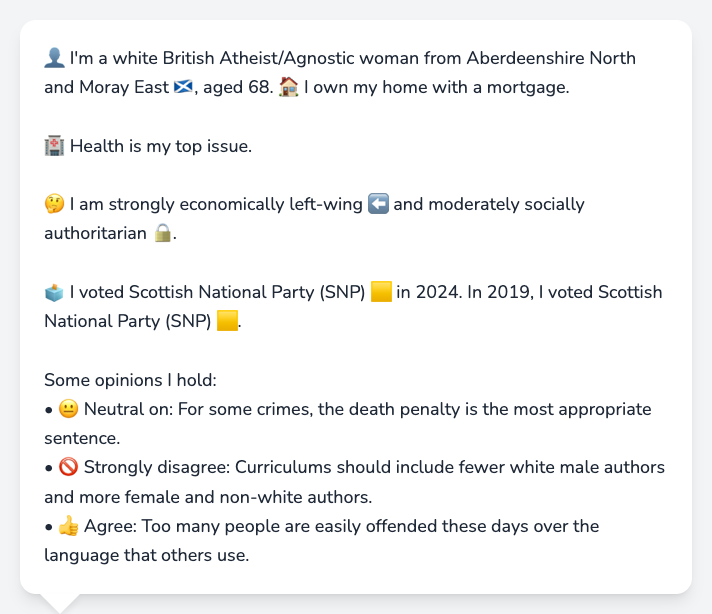 👤 I'm a white British Atheist/Agnostic woman from Aberdeenshire North
and Moray East 🏴󠁧󠁢󠁳󠁣󠁴󠁿, aged 68. 🏠 I own my home with a mortgage.
🏥 Health is my top issue.
🤔 I am strongly economically left-wing ⬅️ and moderately socially
authoritarian 🔒.
🗳️ I voted Scottish National Party (SNP) 🟨 in 2024. In 2019, I voted Scottish
National Party (SNP) 🟨.
Some opinions I hold:
• 😐 Neutral on: For some crimes, the death penalty is the most appropriate
sentence.
• 🚫 Strongly disagree: Curriculums should include fewer white male authors
and more female and non-white authors.
• 👍 Agree: Too many people are easily offended these days over the
language that others use.